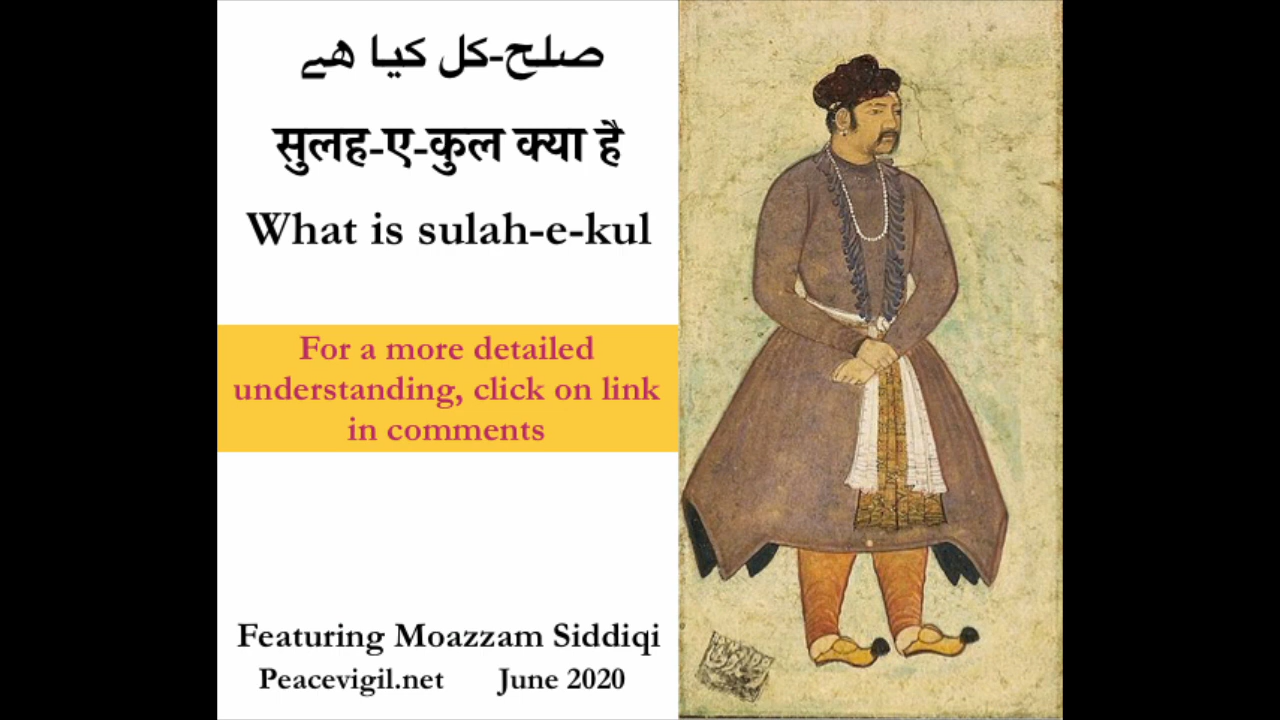 صلح-کل کیا ھے
सुलह-ए-कुल क्या है
What is sulah-e-kul
For a more detailed
understanding, click on link
in comments
Featuring Moazzam Siddiqi
Peacevigil.net June 2020